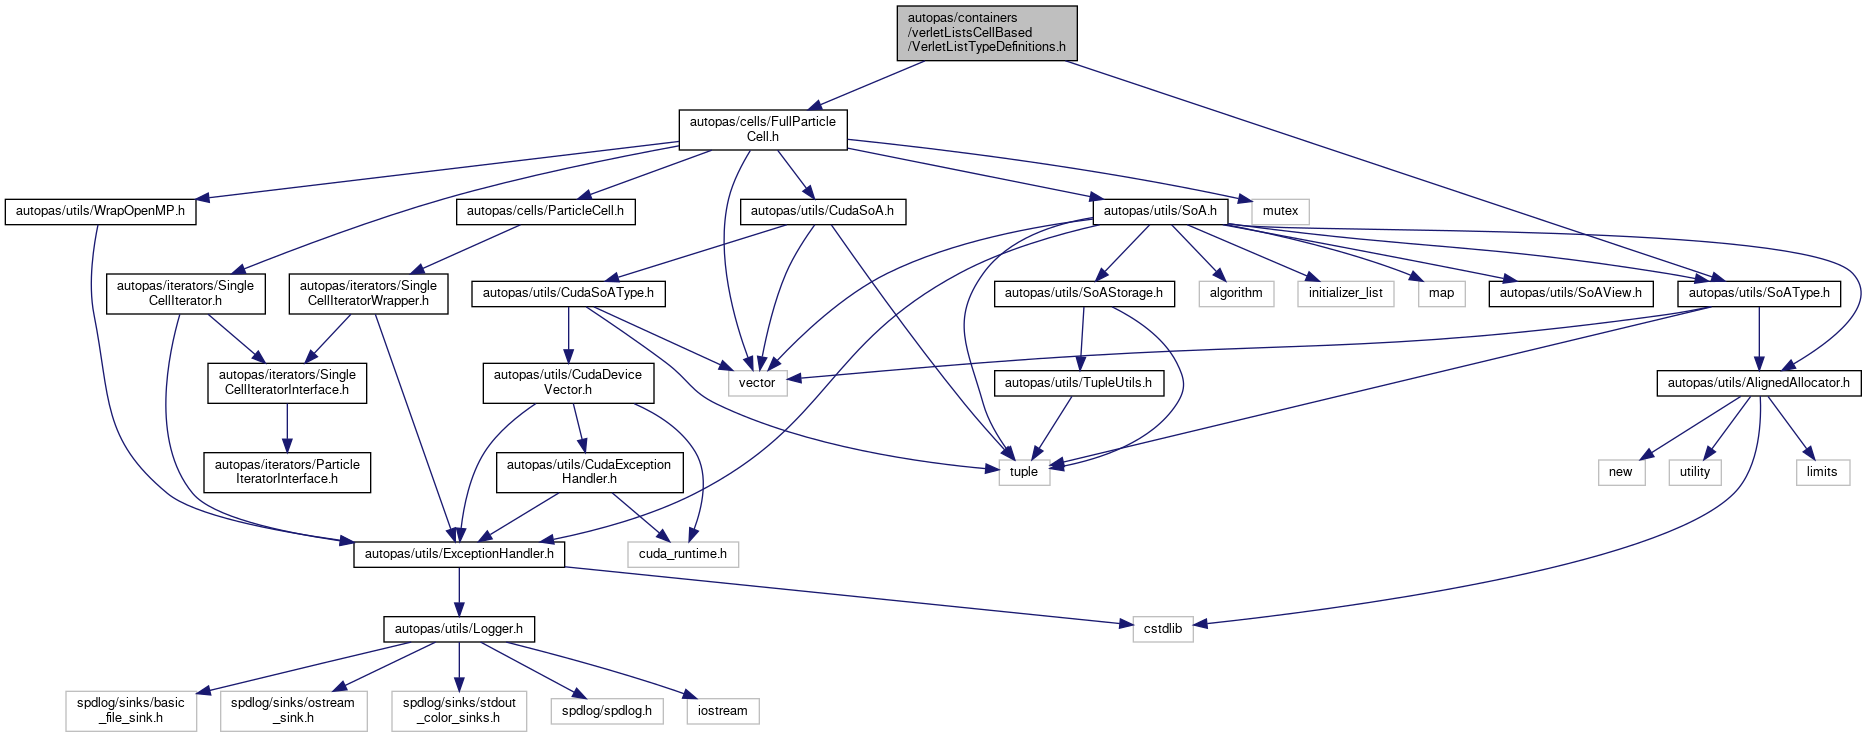 autopas/containers
/verletListsCellBased
/VerletListTypeDefinitions.h
autopas/cells/FullParticle
Cell.h
autopas/utils/WrapOpenMP.h
autopas/cells/ParticleCell.h
autopas/utils/CudaSoA.h
autopas/utils/SoA.h
mutex
autopas/iterators/Single
CellIterator.h
autopas/iterators/Single
CellIteratorWrapper.h
autopas/utils/CudaSoAType.h
autopas/utils/SoAStorage.h
algorithm
initializer_list
map
autopas/utils/SoAView.h
autopas/utils/SoAType.h
autopas/iterators/Single
CellIteratorInterface.h
autopas/utils/CudaDevice
Vector.h
vector
autopas/utils/TupleUtils.h
autopas/utils/AlignedAllocator.h
autopas/iterators/Particle
IteratorInterface.h
autopas/utils/CudaException
Handler.h
tuple
new
utility
limits
autopas/utils/ExceptionHandler.h
cuda_runtime.h
autopas/utils/Logger.h
cstdlib
spdlog/sinks/basic
_file_sink.h
spdlog/sinks/ostream
_sink.h
spdlog/sinks/stdout
_color_sinks.h
spdlog/spdlog.h
iostream